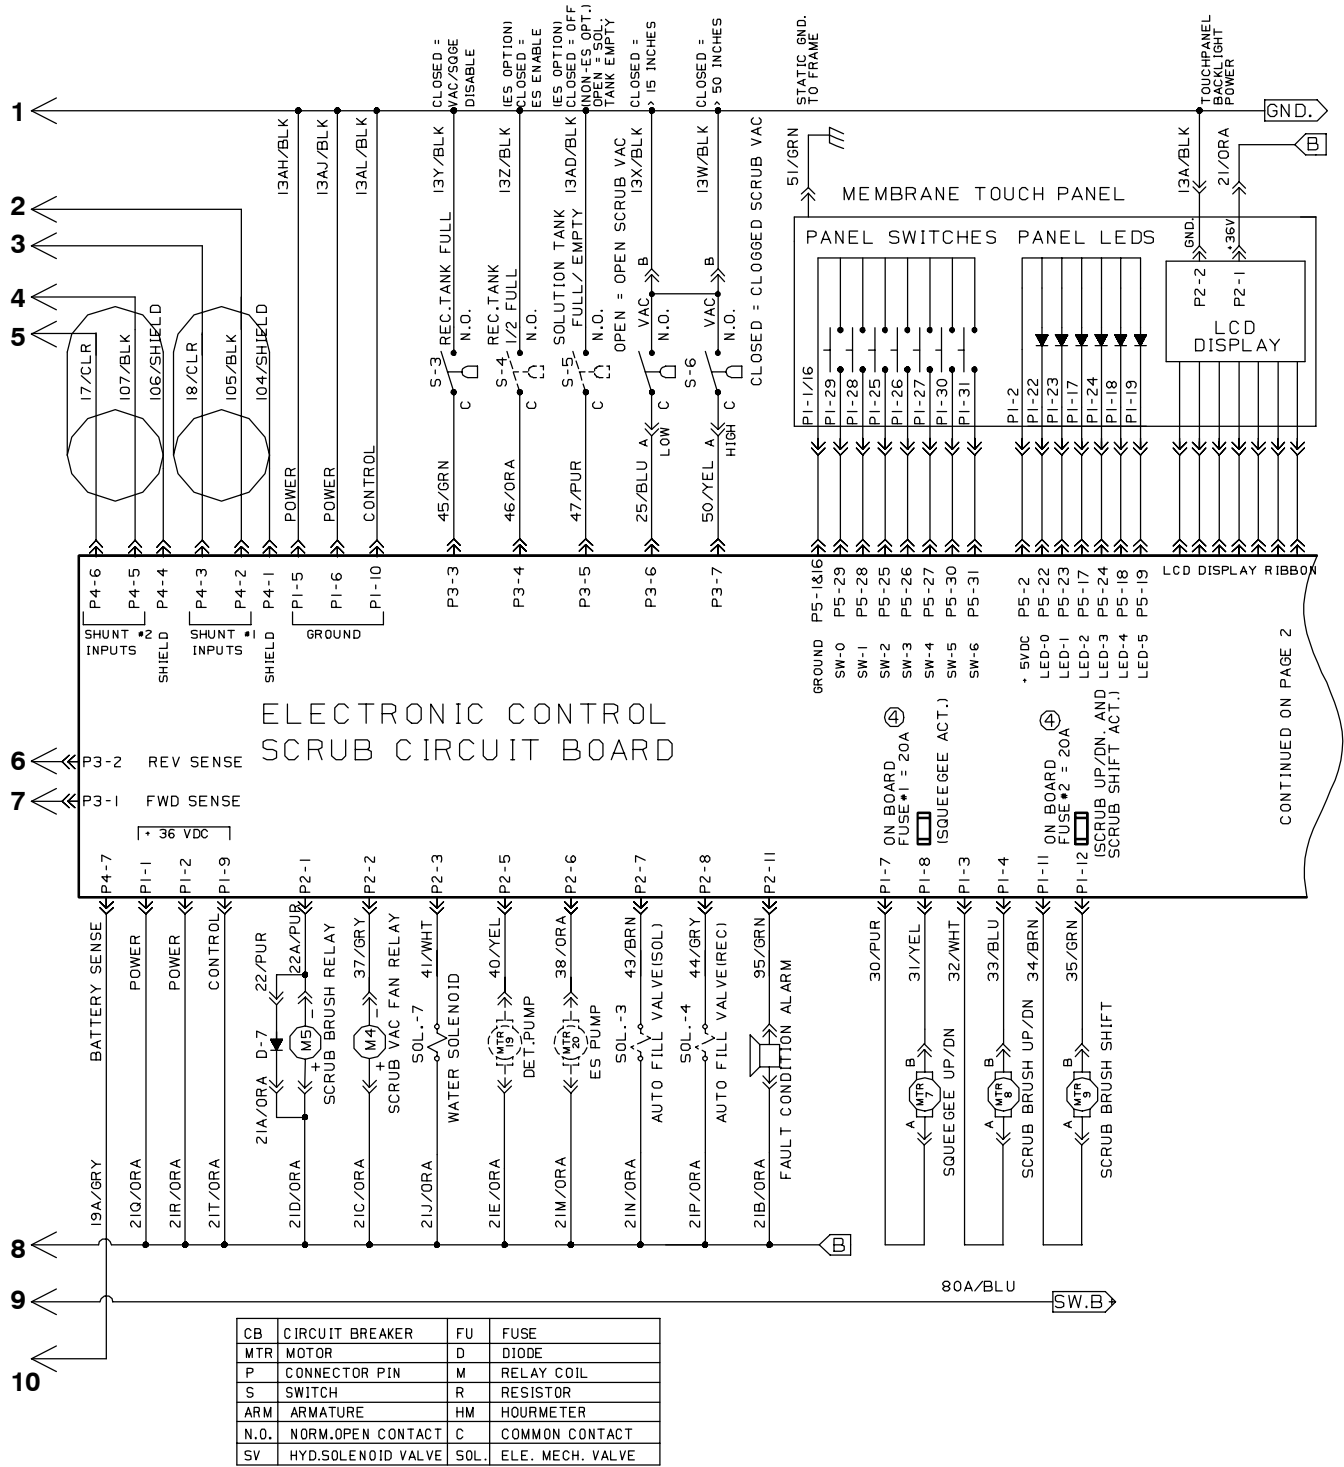 CLOSED =
VAC/SQGE
DISABLE
(ES OPTION)
CLOSED =
ES ENABLE
(ES OPTION)
CLOSED = OFF
(NON-ES OPT.)
OPEN = SOL.
TANK EMPTY
CLOSED =
> 15 INCHES
CLOSED =
> 50 INCHES
STATIC GND.
TO FRAME
TOUCHPANEL
BACKLIGHT
POWER
1
GND.
13AH/BLK
13AJ/BLK
13AL/BLK
13Y/BLK
13Z/BLK
13AD/BLK
13X/BLK
13W/BLK
51/GRN
13A/BLK
21/ORA
B
2
3
4
5
17/CLR
107/BLK
106/SHIELD
18/CLR
105/BLK
104/SHIELD
POWER
POWER
CONTROL
REC.TANK FULL
N.O.
S-3
C
REC.TANK
1/2 FULL
N.O.
S-4
C
SOLUTION TANK
FULL/ EMPTY
N.O.
S-5
C
OPEN = OPEN SCRUB VAC
B
VAC
N.O.
C
A
LOW
B
VAC
N.O.
S-6
C
A
HIGH
CLOSED = CLOGGED SCRUB VAC
45/GRN
46/ORA
47/PUR
25/BLU
50/YEL
MEMBRANE TOUCH PANEL
PANEL SWITCHES
PANEL LEDS
GND.
+36V
P2-2
P2-1
LCD
DISPLAY
P1-1/16
P1-29
P1-28
P1-25
P1-26
P1-27
P1-30
P1-31
P1-2
P1-22
P1-23
P1-17
P1-24
P1-18
P1-19
P4-6
P4-5
P4-4
P4-3
P4-2
P4-1
P1-5
P1-6
P1-10
P3-3
P3-4
P3-5
P3-6
P3-7
P5-1&16
P5-29
P5-28
P5-25
P5-26
P5-27
P5-30
P5-31
P5-2
P5-22
P5-23
P5-17
P5-24
P5-18
P5-19
LCD DISPLAY RIBBON
SHUNT #2
INPUTS
SHIELD
SHUNT #1
INPUTS
SHIELD
GROUND
GROUND
SW-0
SW-1
SW-2
SW-3
SW-4
SW-5
SW-6
+ 5VDC
LED-0
LED-1
LED-2
LED-3
LED-4
LED-5
CONTINUED ON PAGE 2
ELECTRONIC CONTROL
SCRUB CIRCUIT BOARD
6
P3-2 REV SENSE
7
P3-1 FWD SENSE
+ 36 VDC
4
ON BOARD
FUSE#1 = 20A
(SQUEEGEE ACT.)
4
ON BOARD
FUSE#2 = 20A
(SCRUB UP/DN. AND
SCRUB SHIFT ACT.)
P4-7
P1-1
P1-2
P1-9
P2-1
P2-2
P2-3
P2-5
P2-6
P2-7
P2-8
P2-11
P1-7
P1-8
P1-3
P1-4
P1-11
P1-12
BATTERY SENSE
POWER
POWER
CONTROL
22/PUR
22A/PUR
37/GRY
41/WHT
40/YEL
38/ORA
43/BRN
44/GRY
95/GRN
30/PUR
31/YEL
32/WHT
33/BLU
34/BRN
35/GRN
D-7
21A/ORA
M5
-
+
SCRUB BRUSH RELAY
M4
-
+
SCRUB VAC FAN RELAY
SOL.-7
WATER SOLENOID
MTR
19
DET.PUMP
MTR
20
ES PUMP
SOL.-3
AUTO FILL VALVE(SOL)
SOL.-4
AUTO FILL VALVE(REC)
FAULT CONDITION ALARM
B
MTR
7
A
SQUEEGEE UP/DN
B
MTR
8
A
SCRUB BRUSH UP/DN
B
MTR
9
A
SCRUB BRUSH SHIFT
19A/GRY
21Q/ORA
21R/ORA
21T/ORA
21D/ORA
21C/ORA
21J/ORA
21E/ORA
21M/ORA
21N/ORA
21P/ORA
21B/ORA
8
B
9
80A/BLU
SW.B+
10
CB CIRCUIT BREAKER FU FUSE
MTR MOTOR D DIODE
P CONNECTOR PIN M RELAY COIL
S SWITCH R RESISTOR
ARM ARMATURE HM HOURMETER
N.O. NORM.OPEN CONTACT C COMMON CONTACT
SV HYD.SOLENOID VALVE SOL. ELE. MECH. VALVE